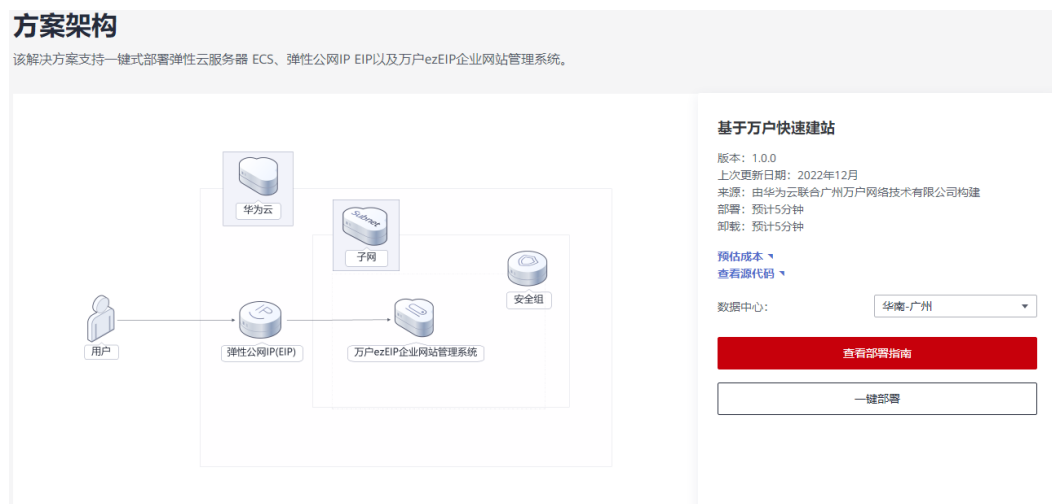 方案架构
该解决方案支持一键式部署弹性云服务器 ECS、弹性公网IP EIP以及万户ezEIP企业网站管理系统。
华为云
Subnet
子网
安全组
IP
用户
弹性公网IP(EIP)
万户ezEIP企业网站管理系统
基于万户快速建站
版本：1.0.0
上次更新日期：2022年12月
来源：由华为云联合广州万户网络技术有限公司构建
部署：预计5分钟
卸载：预计5分钟
预估成本
查看源代码
数据中心：
华南-广州
查看部署指南
一键部署